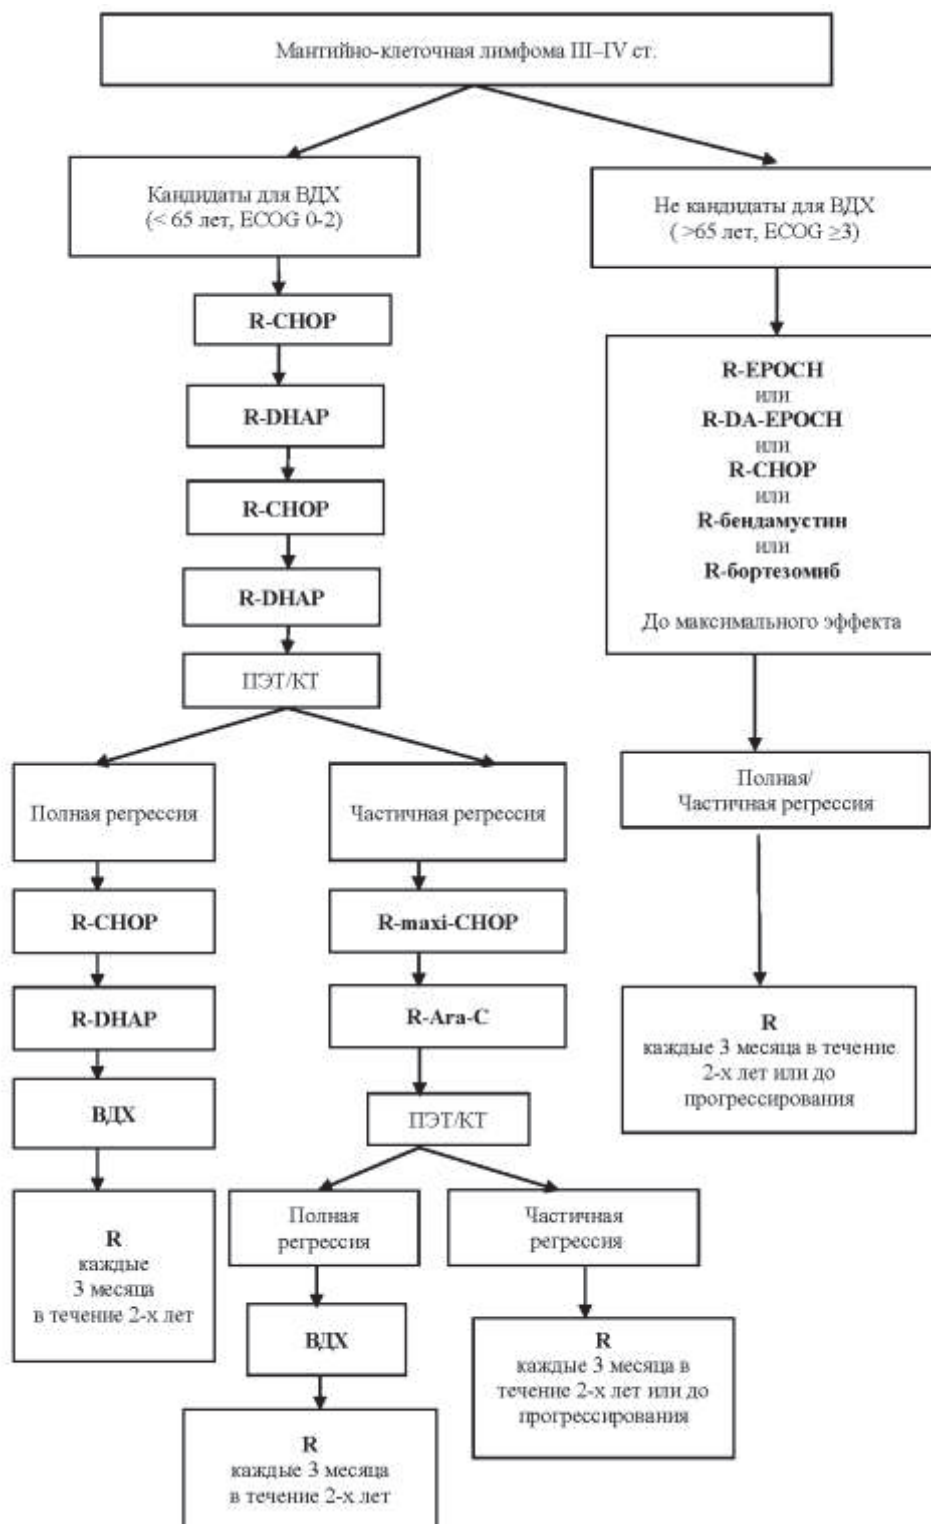 Мантийно-клеточная лимфома III–IV ст.
Кандидаты для ВДХ
(< 65 лет, ECOG 0-2)
Не кандидаты для ВДХ
( >65 лет, ECOG ≥3)
R-CHOP
R-DHAP
R-CHOP
R-DHAP
ПЭТ/КТ
R-EPOCH
или
R-DA-EPOCH
или
R-CHOP
или
R-бендамустин
или
R-бортезомиб
До максимального эффекта
Полная регрессия
Частичная регрессия
Полная/
Частичная регрессия
R-CHOP
R-DHAP
ВДХ
R
каждые
3 месяца
в течение 2-х лет
R-maxi-CHOP
R-Ara-C
ПЭТ/КТ
Полная
регрессия
Частичная
регрессия
ВДХ
R
каждые 3 месяца
в течение 2-х лет
R
каждые 3 месяца в
течение 2-х лет или до
прогрессирования
R
каждые 3 месяца в течение
2-х лет или до
прогрессирования